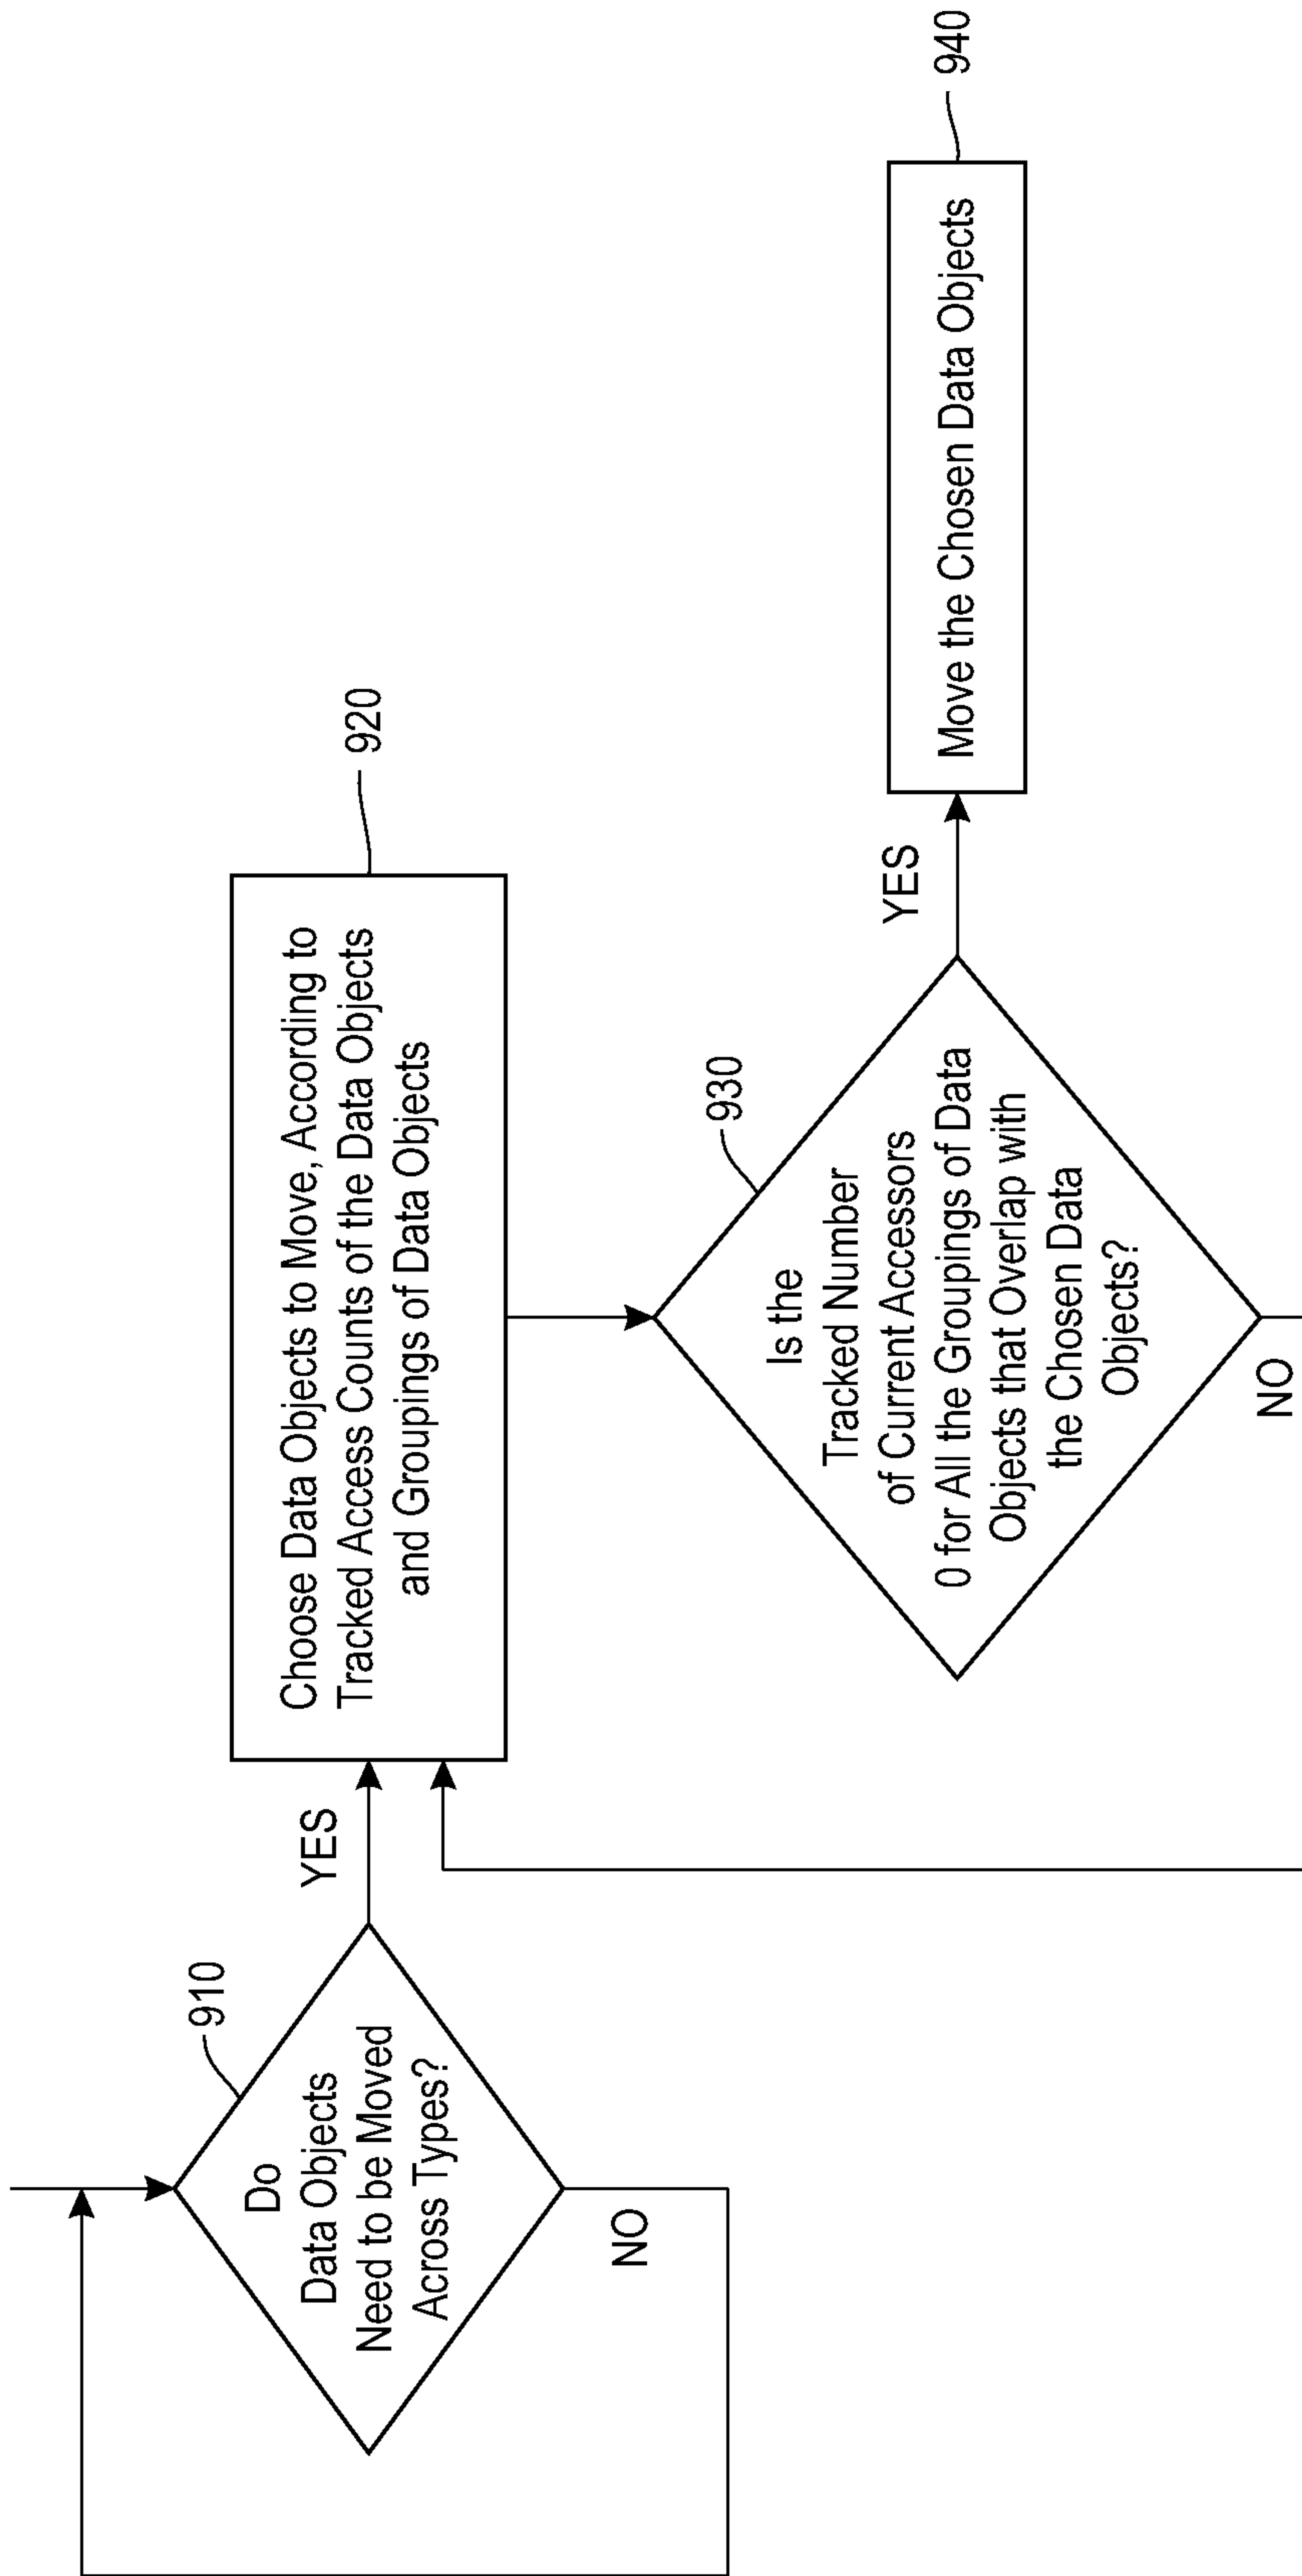 910
Do
Data Objects
Need to be Moved
Across Types?
YES
NO
920
Choose Data Objects to Move, According to
Tracked Access Counts of the Data Objects
and Groupings of Data Objects
930
Is the
Tracked Number
of Current Accessors
0 for All the Groupings of Data
Objects that Overlap with
the Chosen Data
Objects?
YES
NO
940
Move the Chosen Data Objects